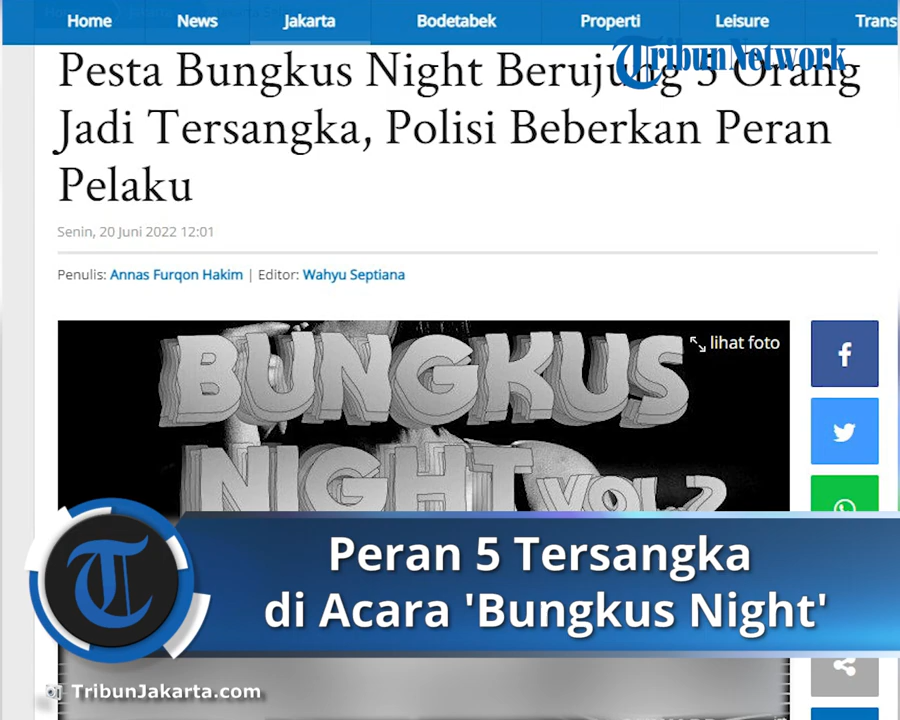 Home News Jakarta Bodetabek Properti Leisure Trans
TribunNetwork
Pesta Bungkus Night Berujung 5 Orang
Jadi Tersangka, Polisi Beberkan Peran
Pelaku
Senin, 20 Juni 2022 12:01
Penulis: Annas Furqon Hakim | Editor: Wahyu Septiana
lihat foto
BUNGKUS
NIGHT VOL 2
Peran 5 Tersangka
di Acara 'Bungkus Night'
TribunJakarta.com